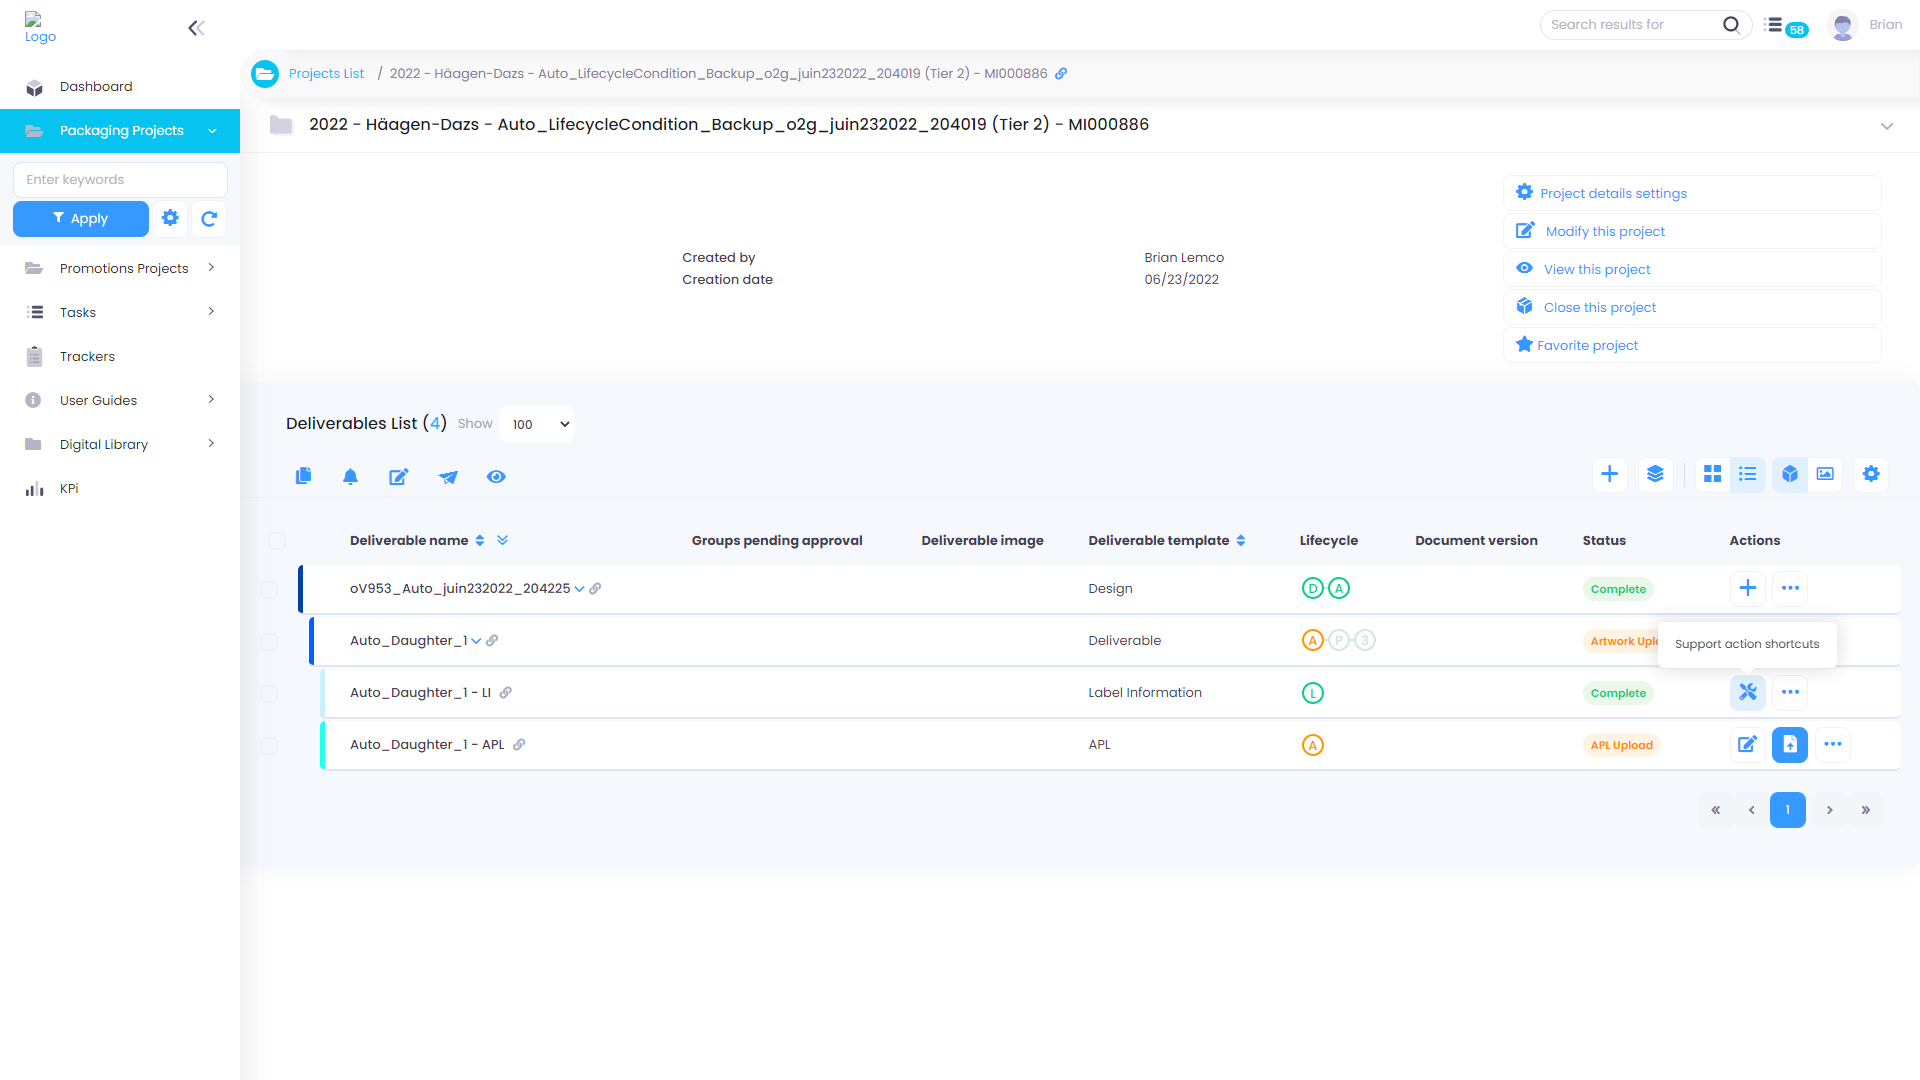 Logo
Search results for
58
Brian
Dashboard
Packaging Projects
Enter keywords
Apply
Promotions Projects
Tasks
Trackers
User Guides
Digital Library
KPi
Projects List / 2022 - Häagen-Dazs - Auto_LifecycleCondition_Backup_o2g_juin232022_204019 (Tier 2) - MI000886
2022 - Häagen-Dazs - Auto_LifecycleCondition_Backup_o2g_juin232022_204019 (Tier 2) - MI000886
Created by Brian Lemco
Creation date 06/23/2022
Project details settings
Modify this project
View this project
Close this project
Favorite project
Deliverables List (4) Show 100
Deliverable name Groups pending approval Deliverable image Deliverable template Lifecycle Document version Status Actions
oV953_Auto_juin232022_204225 Design D A Complete
Auto_Daughter_1 Deliverable A P 3 Artwork Uplo
Support action shortcuts
Auto_Daughter_1 - LI Label Information L Complete
Auto_Daughter_1 - APL APL A APL Upload
« ‹ 1 › »